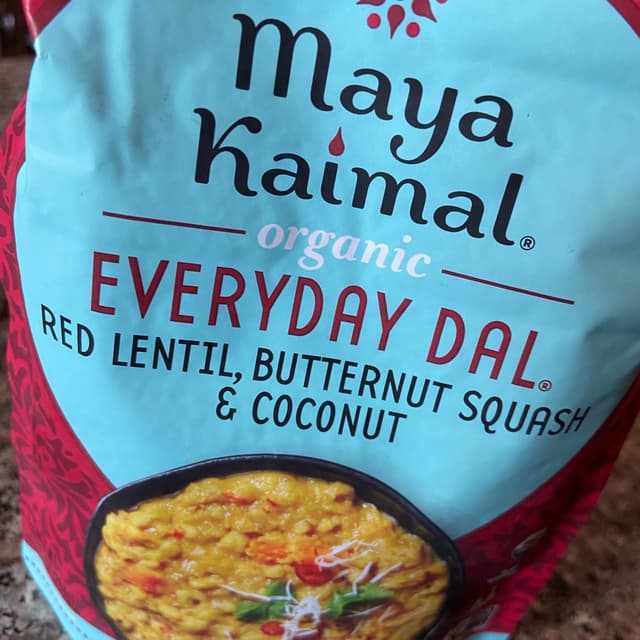 Maya
Kaimal®
organic
EVERYDAY DAL®
RED LENTIL, BUTTERNUT SQUASH
& COCONUT